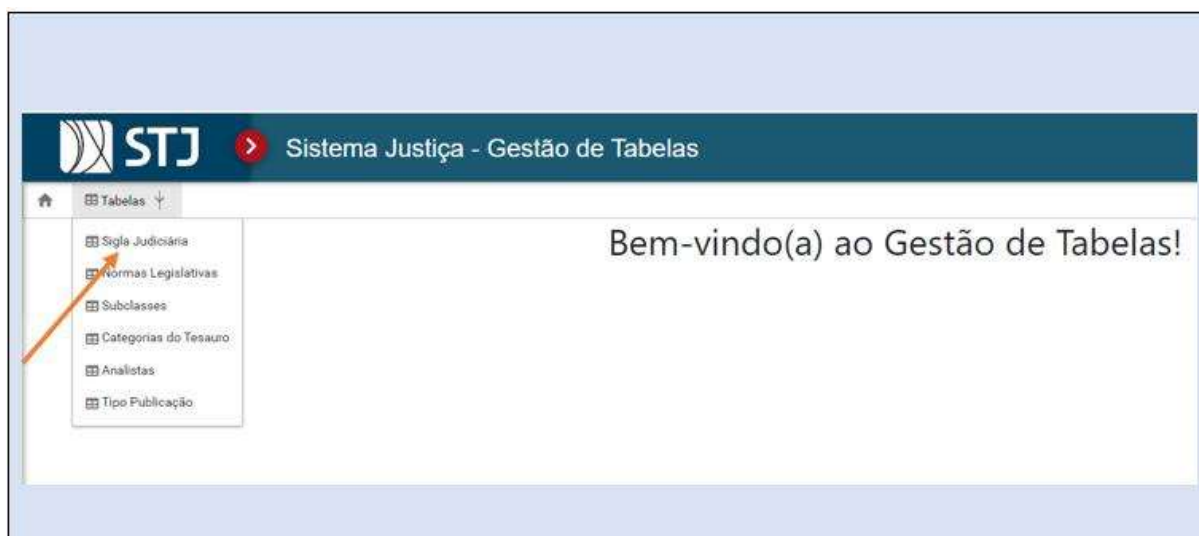 STJ
Sistema Justiça - Gestão de Tabelas
Tabelas
Bem-vindo(a) ao Gestão de Tabelas!
Sigla Judiciária
Normas Legislativas
Subclasses
Categorias do Tesauro
Analistas
Tipo Publicação